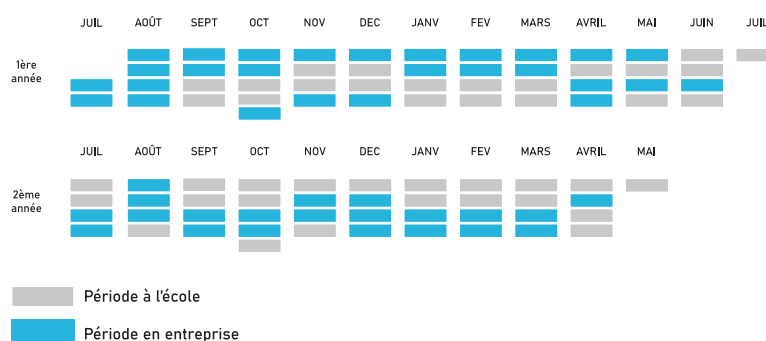 JUIL AOÛT SEPT OCT NOV DEC JANV FEV MARS AVRIL MAI JUIN JUIL
1ère
année
JUIL AOÛT SEPT OCT NOV DEC JANV FEV MARS AVRIL MAI
2ème
année
Période à l'école
Période en entreprise